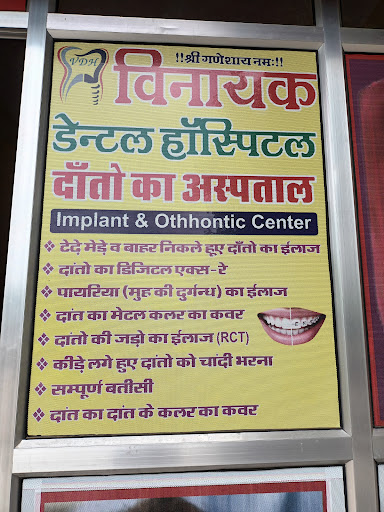 !!श्री गणेशाय नमः!!
VDH
विनायक
डेन्टल हॉस्पिटल
दाँतो का अस्पताल
Implant & Othhontic Center
❖ टेढे मेडे व बाहर निकले हूए दाँतो का ईलाज
❖ दांतो का डिजिटल एक्स-रे
❖ पायरिया (मुह की दुर्गन्ध) का ईलाज
❖ दांत का मेटल कलर का कवर
❖ दांतो की जड़ो का ईलाज (RCT)
❖ कीड़े लगे हुए दांतो को चांदी भरना
❖ सम्पूर्ण बतीसी
❖ दांत का दांत के कलर का कवर